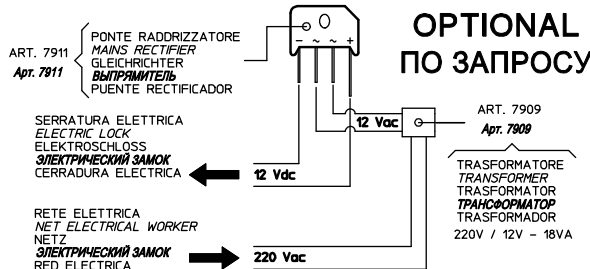 OPTIONAL
ПО ЗАПРОСУ
ART. 7911
Арт. 7911
PONTE RADDRIZZATORE
MAINS RECTIFIER
GLEICHRICHTER
ВЫПРЯМИТЕЛЬ
PUENTE RECTIFICADOR
− ~ ~ +
12 Vac
ART. 7909
Арт. 7909
SERRATURA ELETTRICA
ELECTRIC LOCK
ELEKTROSCHLOSS
ЭЛЕКТРИЧЕСКИЙ ЗАМОК
CERRADURA ELECTRICA
12 Vdc
TRASFORMATORE
TRANSFORMER
TRASFORMATOR
ТРАНСФОРМАТОР
TRASFORMADOR
220V / 12V - 18VA
RETE ELETTRICA
NET ELECTRICAL WORKER
NETZ
ЭЛЕКТРИЧЕСКИЙ ЗАМОК
RED ELECTRICA
220 Vac